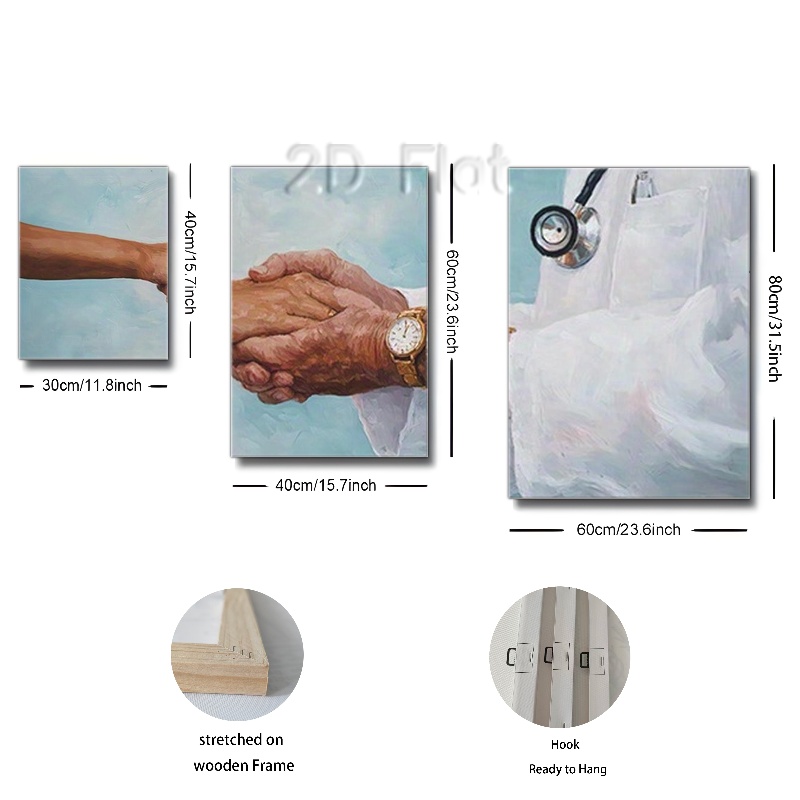 2D Flat
40cm/15.7inch
30cm/11.8inch
60cm/23.6inch
40cm/15.7inch
80cm/31.5inch
60cm/23.6inch
stretched on
wooden Frame
Hook
Ready to Hang